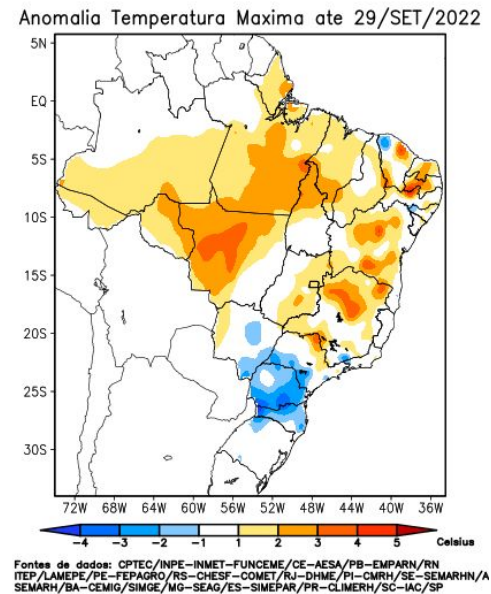 Anomalia Temperatura Maxima ate 29/SET/2022
5N
EQ
5S
10S
15S
20S
25S
30S
72W 68W 64W 60W 56W 52W 48W 44W 40W 36W
-4 -3 -2 -1 1 2 3 4 5 Celsius
Fontes de dados: CPTEC/INPE-INMET-FUNCEME/CE-AESA/PB-EMPARN/RN
ITEP/LAMEPE/PE-FEPAGRO/RS-CHESF-COMET/RJ-DHME/PI-CMRH/SE-SEMARHN/A
SEMARH/BA-CEMIG/SIMGE/MG-SEAG/ES-SIMEPAR/PR-CLIMERH/SC-IAC/SP